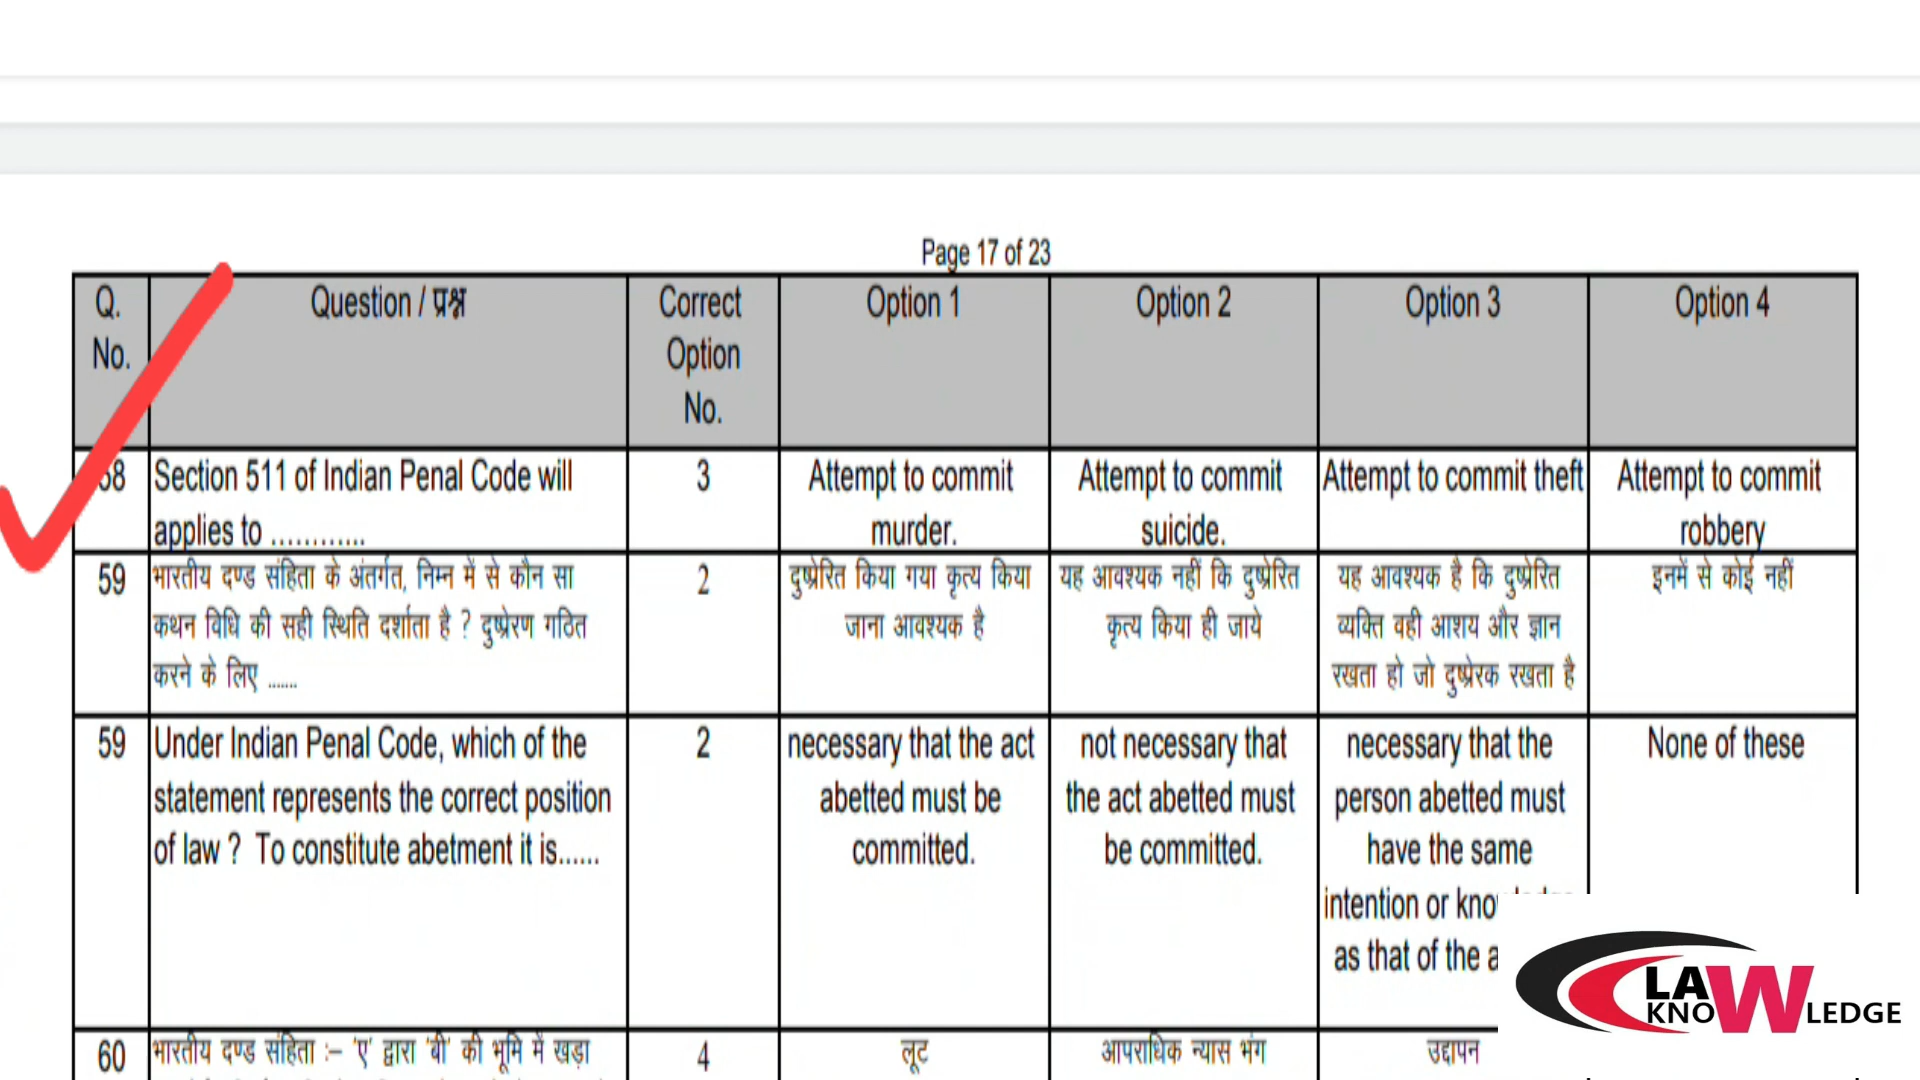 Page 17 of 23
Q. No. Question / प्रश्न Correct Option No. Option 1 Option 2 Option 3 Option 4
58 Section 511 of Indian Penal Code will applies to ............ 3 Attempt to commit murder. Attempt to commit suicide. Attempt to commit theft Attempt to commit robbery
59 भारतीय दण्ड संहिता के अंतर्गत, निम्न में से कौन सा कथन विधि की सही स्थिति दर्शाता है ? दुष्प्रेरण गठित करने के लिए ....... 2 दुष्प्रेरित किया गया कृत्य किया जाना आवश्यक है यह आवश्यक नहीं कि दुष्प्रेरित कृत्य किया ही जाये यह आवश्यक है कि दुष्प्रेरित व्यक्ति वही आशय और ज्ञान रखता हो जो दुष्प्रेरक रखता है इनमें से कोई नहीं
59 Under Indian Penal Code, which of the statement represents the correct position of law ? To constitute abetment it is...... 2 necessary that the act abetted must be committed. not necessary that the act abetted must be committed. necessary that the person abetted must have the same intention or as that of the None of these
60 भारतीय दण्ड संहिता :– 'ए' द्वारा 'बी' की भूमि में खड़ा 4 लूट आपराधिक न्यास भंग उद्दापन
LAW
KNOWLEDGE